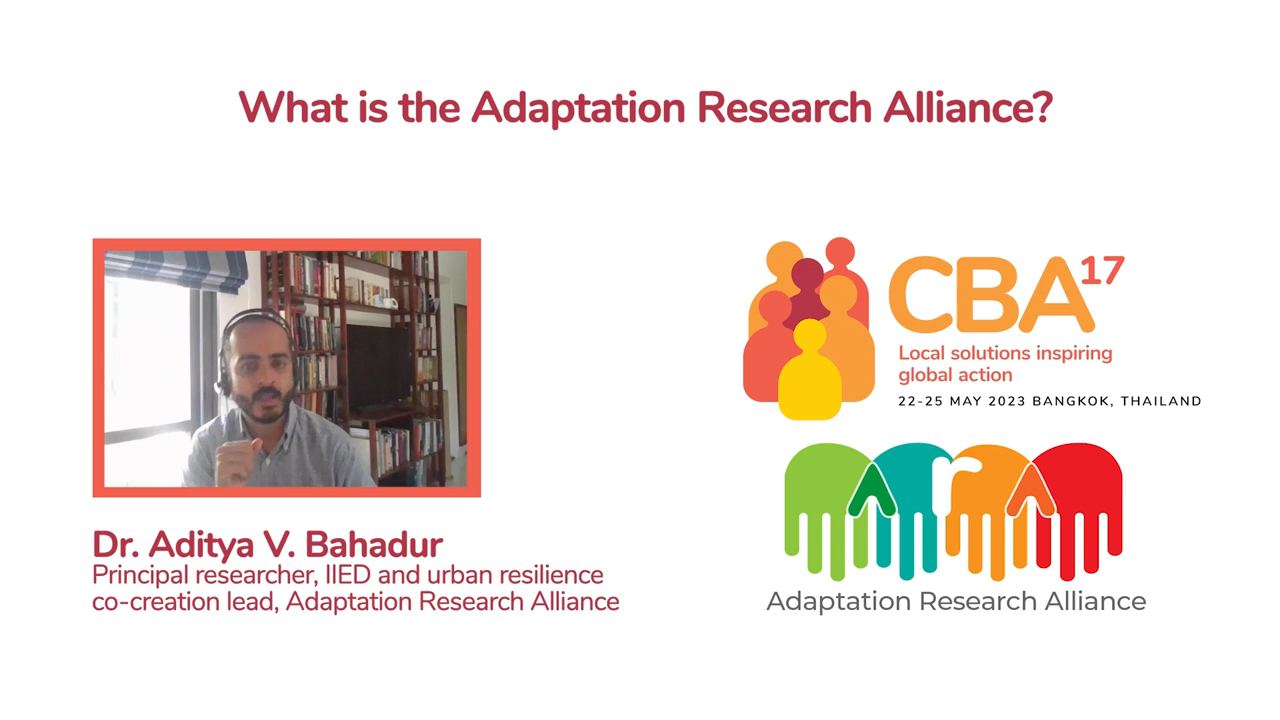 What is the Adaptation Research Alliance?
Dr. Aditya V. Bahadur
Principal researcher, IIED and urban resilience
co-creation lead, Adaptation Research Alliance
CBA17
Local solutions inspiring
global action
22-25 MAY 2023 BANGKOK, THAILAND
ArA
Adaptation Research Alliance